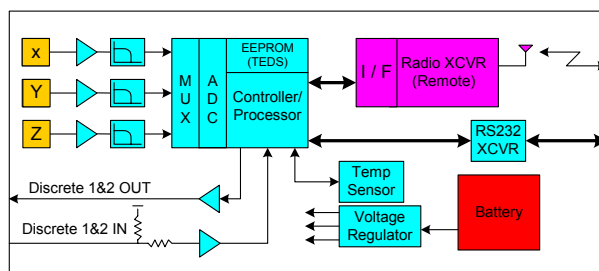 x
Y
Z
M
U
X
A
D
C
EEPROM
(TEDS)
Controller/
Processor
I / F
Radio XCVR
(Remote)
RS232
XCVR
Temp
Sensor
Voltage
Regulator
Battery
Discrete 1&2 OUT
Discrete 1&2 IN